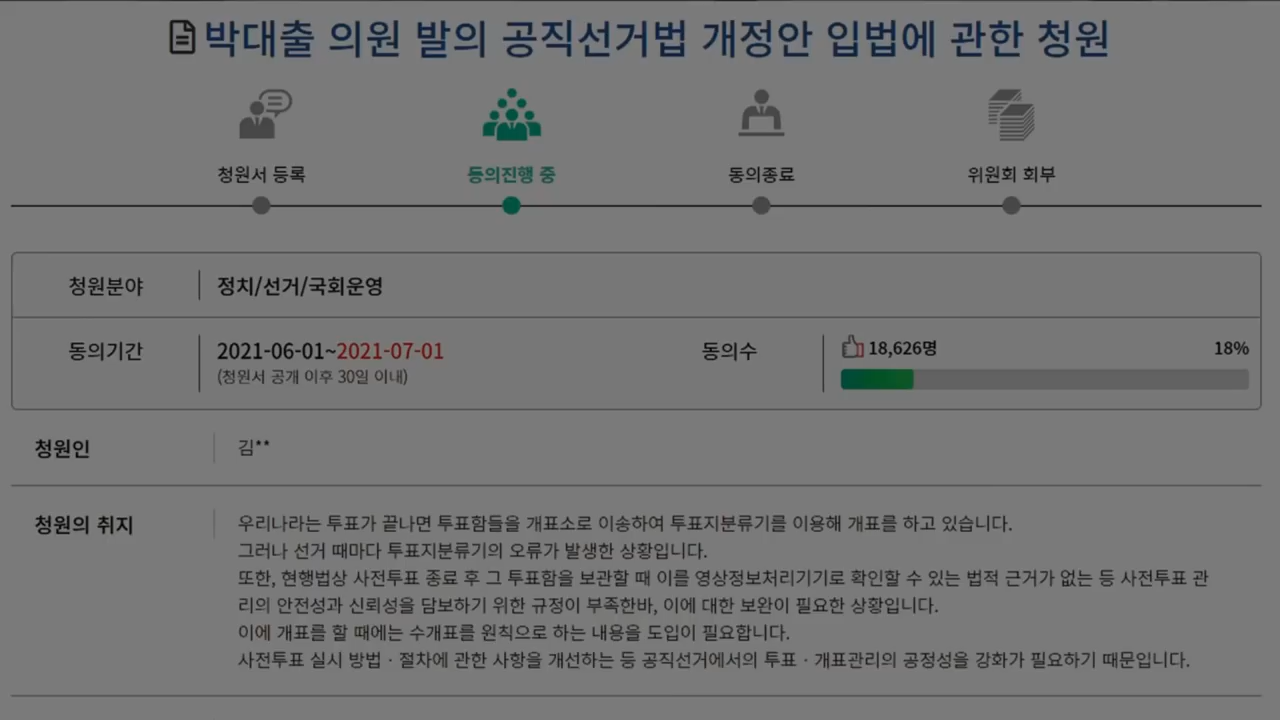 박대출 의원 발의 공직선거법 개정안 입법에 관한 청원
청원서 등록
동의진행 중
동의종료
위원회 회부
청원분야
정치/선거/국회운영
동의기간
2021-06-01~2021-07-01
(청원서 공개 이후 30일 이내)
동의수
18,626명
18%
청원인
김**
청원의 취지
우리나라는 투표가 끝나면 투표함들을 개표소로 이송하여 투표지분류기를 이용해 개표를 하고 있습니다.
그러나 선거 때마다 투표지분류기의 오류가 발생한 상황입니다.
또한, 현행법상 사전투표 종료 후 그 투표함을 보관할 때 이를 영상정보처리기기로 확인할 수 있는 법적 근거가 없는 등 사전투표 관
리의 안전성과 신뢰성을 담보하기 위한 규정이 부족한바, 이에 대한 보완이 필요한 상황입니다.
이에 개표를 할 때에는 수개표를 원칙으로 하는 내용을 도입이 필요합니다.
사전투표 실시 방법 · 절차에 관한 사항을 개선하는 등 공직선거에서의 투표 · 개표관리의 공정성을 강화가 필요하기 때문입니다.